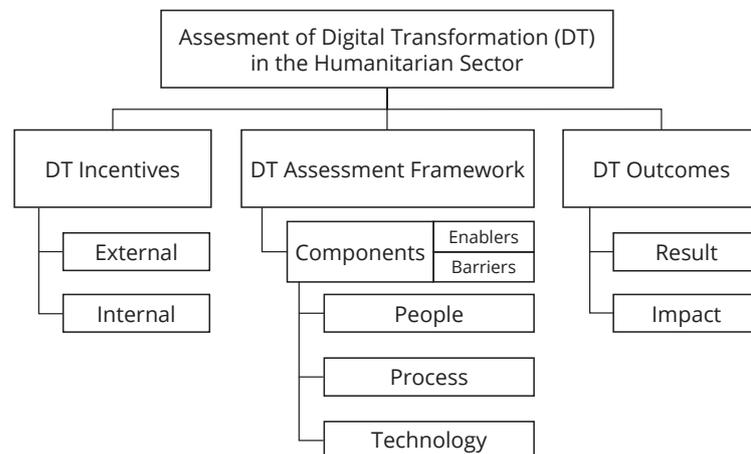 Assesment of Digital Transformation (DT)
in the Humanitarian Sector
DT Incentives
DT Assessment Framework
DT Outcomes
External
Internal
Components
Enablers
Barriers
People
Process
Technology
Result
Impact